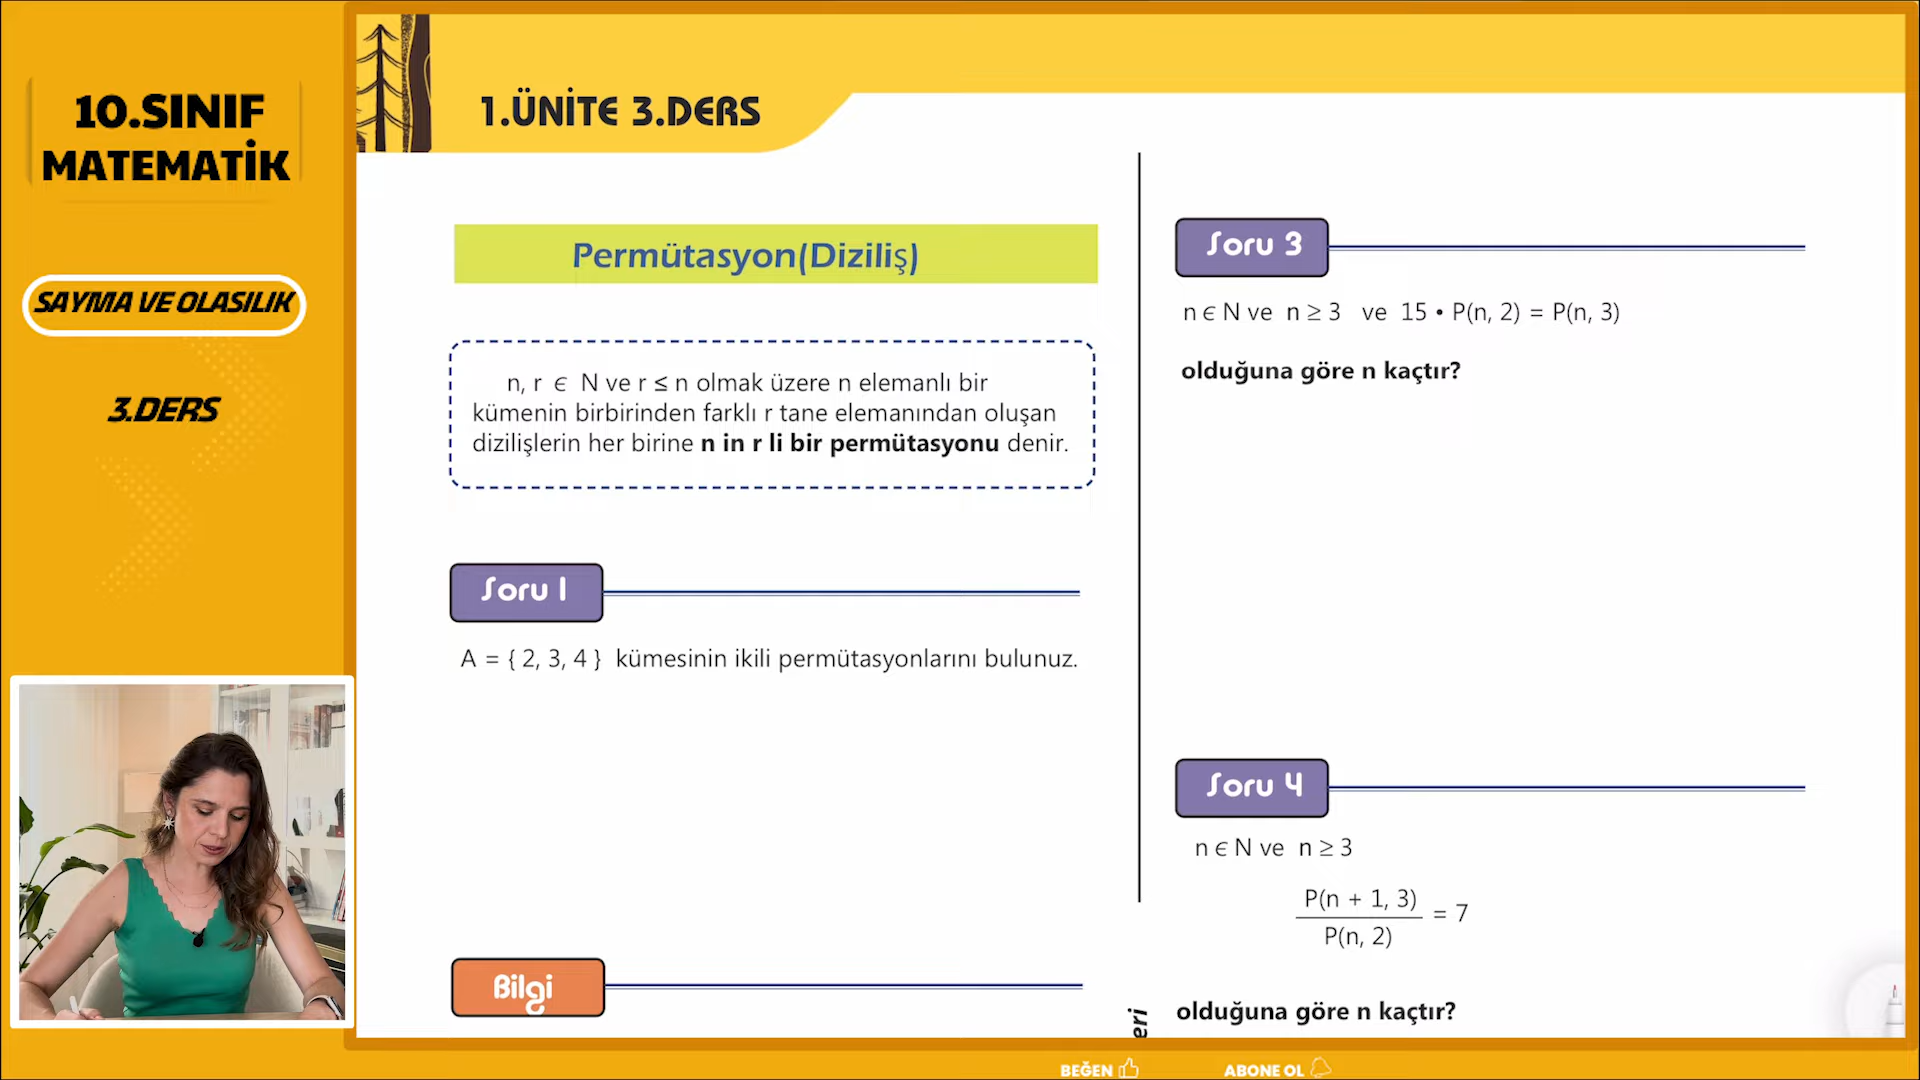 10.SINIF
MATEMATİK
SAYMA VE OLASILIK
3.DERS
1.ÜNİTE 3.DERS
Permütasyon(Diziliş)
n, r ∈ N ve r ≤ n olmak üzere n elemanlı bir
kümenin birbirinden farklı r tane elemanından oluşan
dizilişlerin her birine n in r li bir permütasyonu denir.
Soru 1
A = { 2, 3, 4 } kümesinin ikili permütasyonlarını bulunuz.
Bilgi
Soru 3
n ∈ N ve n ≥ 3 ve 15 • P(n, 2) = P(n, 3)
olduğuna göre n kaçtır?
Soru 4
n ∈ N ve n ≥ 3
P(n + 1, 3)
= 7
P(n, 2)
olduğuna göre n kaçtır?
BEĞEN
ABONE OL